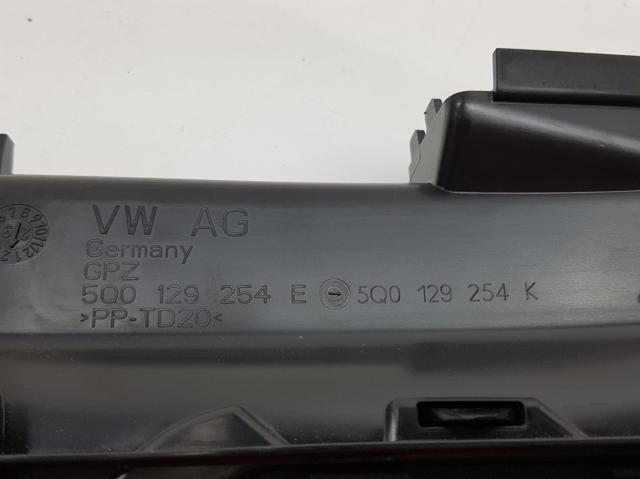 VW AG
Germany
GPZ
5Q0 129 254 E 5Q0 129 254 K
>PP-TD20<